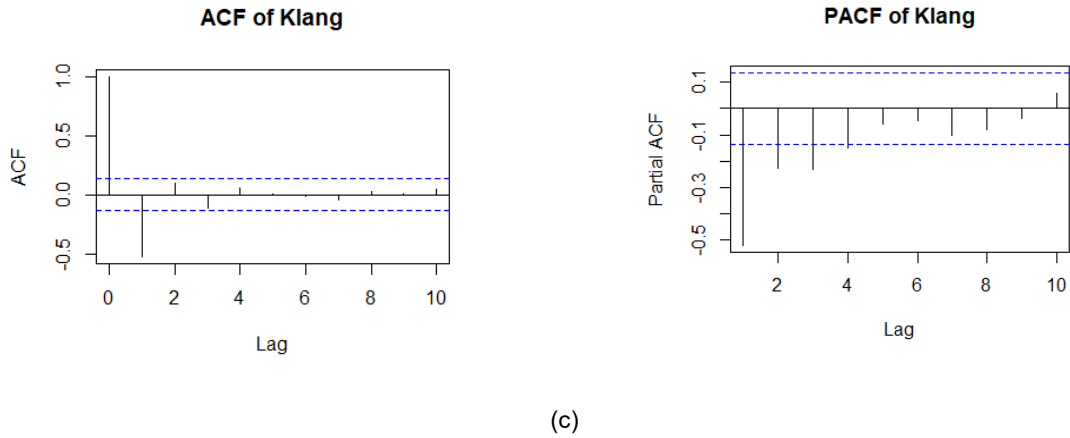 ACF of Klang
ACF
1.0
0.5
0.0
-0.5
0 2 4 6 8 10
Lag
PACF of Klang
Partial ACF
0.1
-0.1
-0.3
-0.5
2 4 6 8 10
Lag
(c)